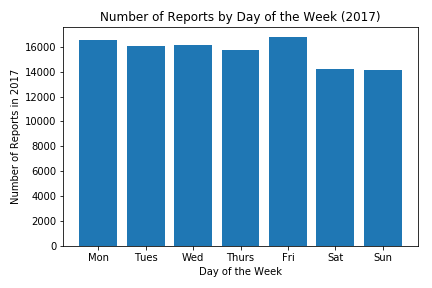 Number of Reports by Day of the Week (2017)
Number of Reports in 2017
16000
14000
12000
10000
8000
6000
4000
2000
0
Mon Tues Wed Thurs Fri Sat Sun
Day of the Week